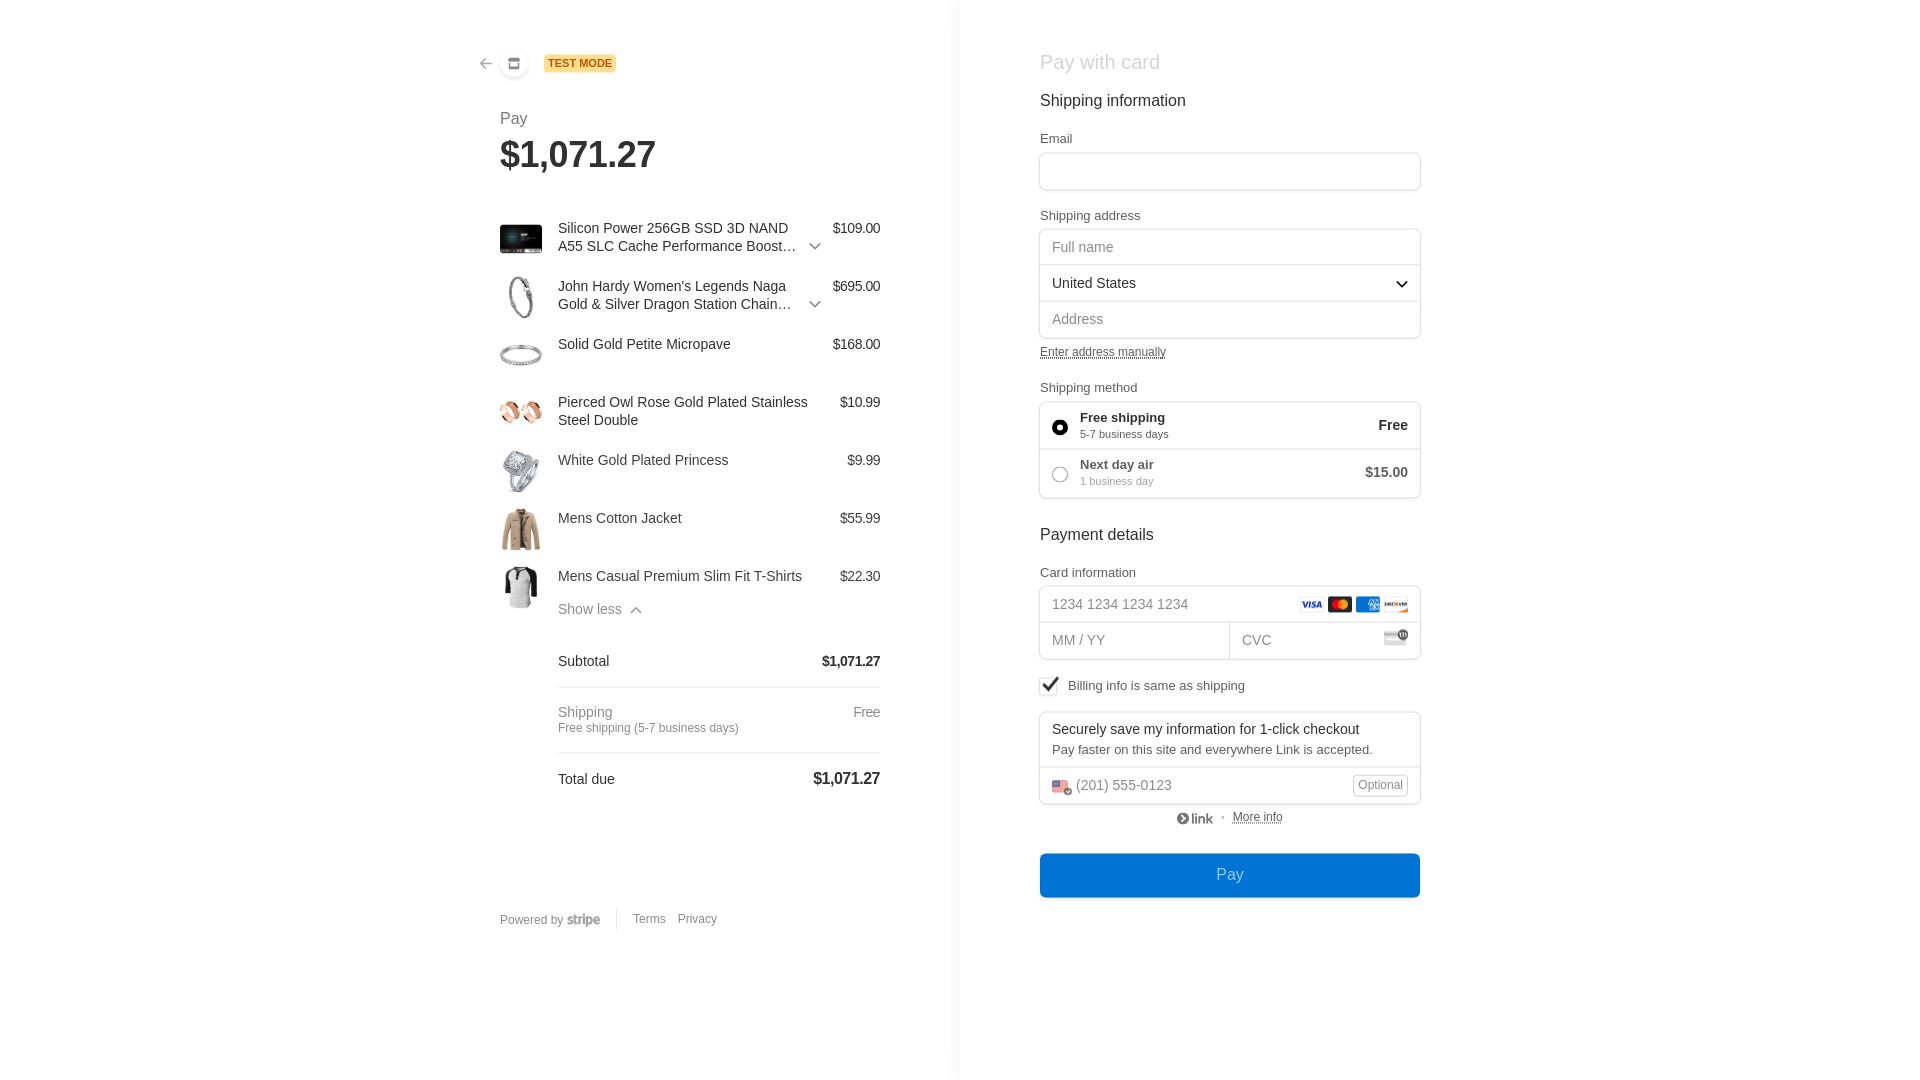 TEST MODE
Pay
$1,071.27
Silicon Power 256GB SSD 3D NAND
A55 SLC Cache Performance Boost…
$109.00
John Hardy Women's Legends Naga
Gold & Silver Dragon Station Chain…
$695.00
Solid Gold Petite Micropave
$168.00
Pierced Owl Rose Gold Plated Stainless
Steel Double
$10.99
White Gold Plated Princess
$9.99
Mens Cotton Jacket
$55.99
Mens Casual Premium Slim Fit T-Shirts
$22.30
Show less
Subtotal
$1,071.27
Shipping
Free
Free shipping (5-7 business days)
Total due
$1,071.27
Powered by stripe
Terms
Privacy
Pay with card
Shipping information
Email
Shipping address
Full name
United States
Address
Enter address manually
Shipping method
Free shipping
5-7 business days
Free
Next day air
1 business day
$15.00
Payment details
Card information
1234 1234 1234 1234
VISA
DISCOVER
MM / YY
CVC
Billing info is same as shipping
Securely save my information for 1-click checkout
Pay faster on this site and everywhere Link is accepted.
(201) 555-0123
Optional
link
More info
Pay